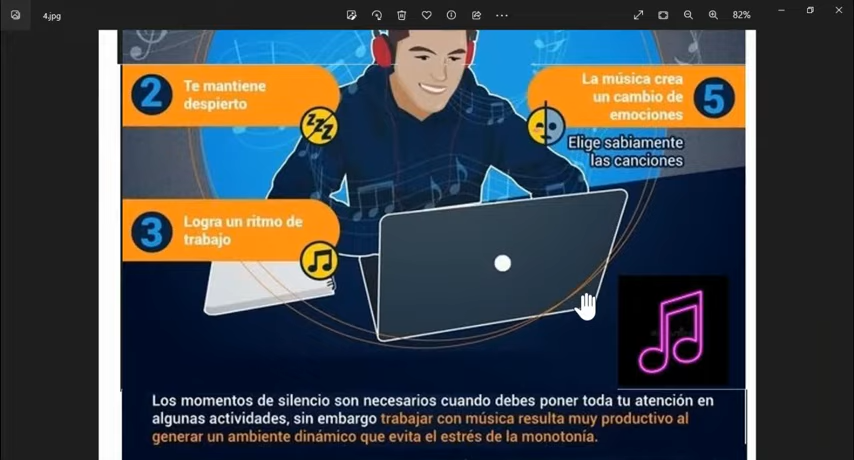 4.jpg
82%
2
Te mantiene
despierto
ZZZ
La música crea
un cambio de
emociones
5
Elige sabiamente
las canciones
3
Logra un ritmo de
trabajo
Los momentos de silencio son necesarios cuando debes poner toda tu atención en
algunas actividades, sin embargo trabajar con música resulta muy productivo al
generar un ambiente dinámico que evita el estrés de la monotonía.